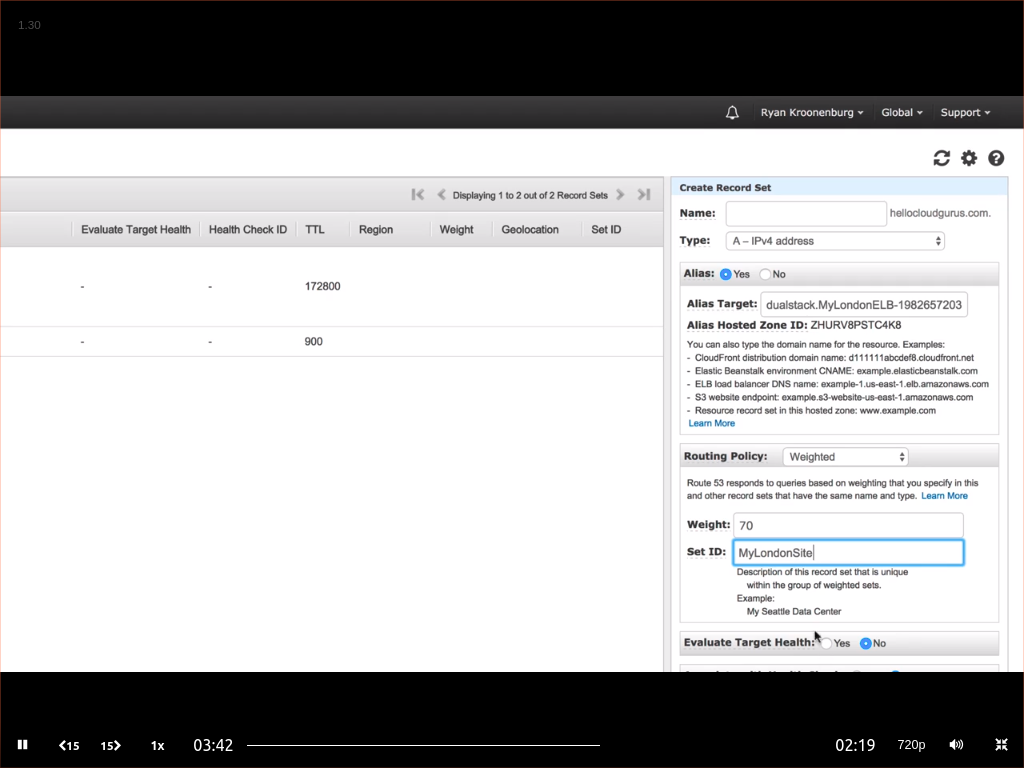 1.30
Ryan Kroonenburg Global Support
Displaying 1 to 2 out of 2 Record Sets
Evaluate Target Health Health Check ID TTL Region Weight Geolocation Set ID
- - 172800
- - 900
Create Record Set
Name: hellocloudgurus.com.
Type: A – IPv4 address
Alias: Yes No
Alias Target: dualstack.MyLondonELB-1982657203
Alias Hosted Zone ID: ZHURV8PSTC4K8
You can also type the domain name for the resource. Examples:
- CloudFront distribution domain name: d111111abcdef8.cloudfront.net
- Elastic Beanstalk environment CNAME: example.elasticbeanstalk.com
- ELB load balancer DNS name: example-1.us-east-1.elb.amazonaws.com
- S3 website endpoint: example.s3-website-us-east-1.amazonaws.com
- Resource record set in this hosted zone: www.example.com
Learn More
Routing Policy: Weighted
Route 53 responds to queries based on weighting that you specify in this
and other record sets that have the same name and type. Learn More
Weight: 70
Set ID: MyLondonSite
Description of this record set that is unique
within the group of weighted sets.
Example:
My Seattle Data Center
Evaluate Target Health: Yes No
15 15 1x 03:42 02:19 720p